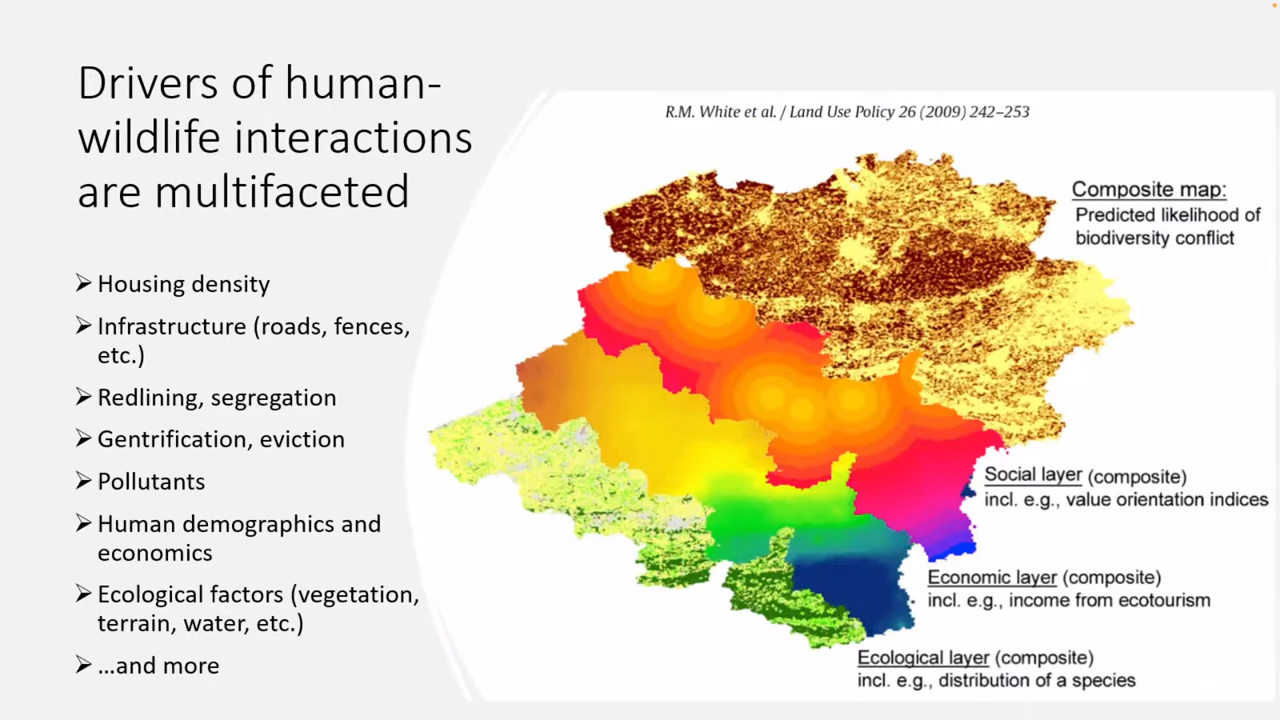 Drivers of human-
wildlife interactions
are multifaceted
Housing density
Infrastructure (roads, fences,
etc.)
Redlining, segregation
Gentrification, eviction
Pollutants
Human demographics and
economics
Ecological factors (vegetation,
terrain, water, etc.)
...and more
R.M. White et al. / Land Use Policy 26 (2009) 242–253
Composite map:
Predicted likelihood of
biodiversity conflict
Social layer (composite)
incl. e.g., value orientation indices
Economic layer (composite)
incl. e.g., income from ecotourism
Ecological layer (composite)
incl. e.g., distribution of a species